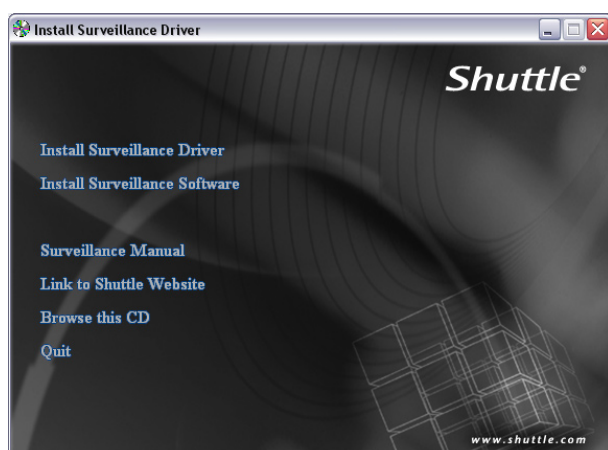 Install Surveillance Driver
Shuttle®
Install Surveillance Driver
Install Surveillance Software
Surveillance Manual
Link to Shuttle Website
Browse this CD
Quit
www.shuttle.com